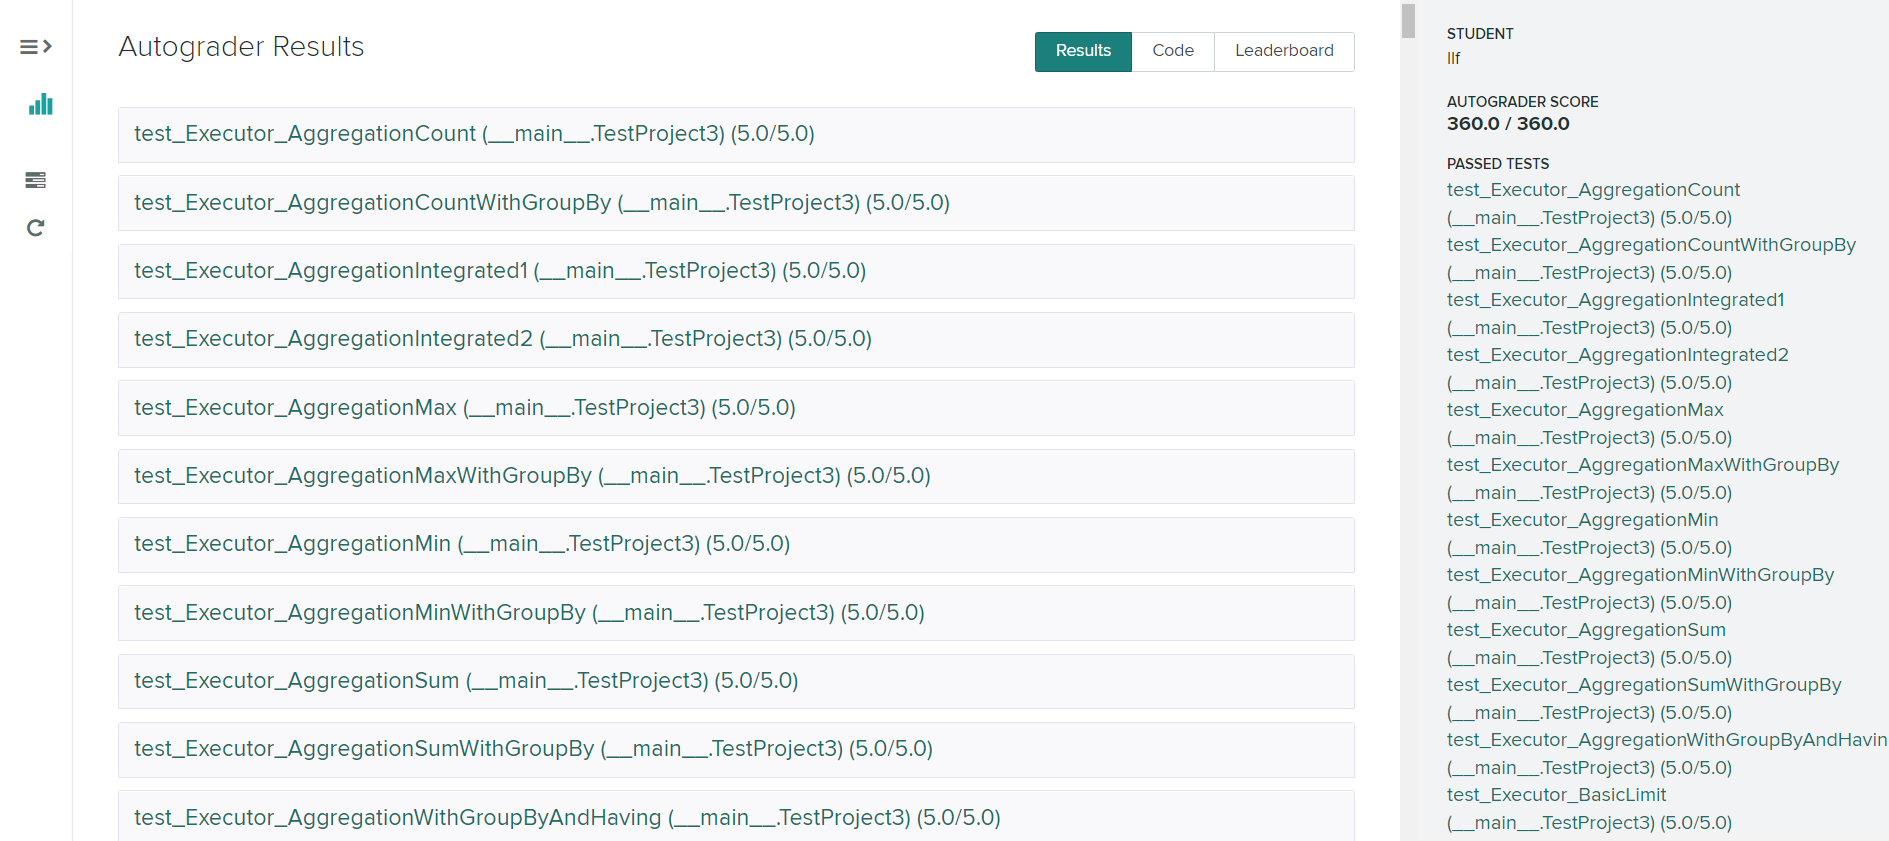 Autograder Results
Results
Code
Leaderboard
test_Executor_AggregationCount (__main__.TestProject3) (5.0/5.0)
test_Executor_AggregationCountWithGroupBy (__main__.TestProject3) (5.0/5.0)
test_Executor_AggregationIntegrated1 (__main__.TestProject3) (5.0/5.0)
test_Executor_AggregationIntegrated2 (__main__.TestProject3) (5.0/5.0)
test_Executor_AggregationMax (__main__.TestProject3) (5.0/5.0)
test_Executor_AggregationMaxWithGroupBy (__main__.TestProject3) (5.0/5.0)
test_Executor_AggregationMin (__main__.TestProject3) (5.0/5.0)
test_Executor_AggregationMinWithGroupBy (__main__.TestProject3) (5.0/5.0)
test_Executor_AggregationSum (__main__.TestProject3) (5.0/5.0)
test_Executor_AggregationSumWithGroupBy (__main__.TestProject3) (5.0/5.0)
test_Executor_AggregationWithGroupByAndHaving (__main__.TestProject3) (5.0/5.0)
STUDENT
llf
AUTOGRADER SCORE
360.0 / 360.0
PASSED TESTS
test_Executor_AggregationCount
(__main__.TestProject3) (5.0/5.0)
test_Executor_AggregationCountWithGroupBy
(__main__.TestProject3) (5.0/5.0)
test_Executor_AggregationIntegrated1
(__main__.TestProject3) (5.0/5.0)
test_Executor_AggregationIntegrated2
(__main__.TestProject3) (5.0/5.0)
test_Executor_AggregationMax
(__main__.TestProject3) (5.0/5.0)
test_Executor_AggregationMaxWithGroupBy
(__main__.TestProject3) (5.0/5.0)
test_Executor_AggregationMin
(__main__.TestProject3) (5.0/5.0)
test_Executor_AggregationMinWithGroupBy
(__main__.TestProject3) (5.0/5.0)
test_Executor_AggregationSum
(__main__.TestProject3) (5.0/5.0)
test_Executor_AggregationSumWithGroupBy
(__main__.TestProject3) (5.0/5.0)
test_Executor_AggregationWithGroupByAndHavin
(__main__.TestProject3) (5.0/5.0)
test_Executor_BasicLimit
(__main__.TestProject3) (5.0/5.0)